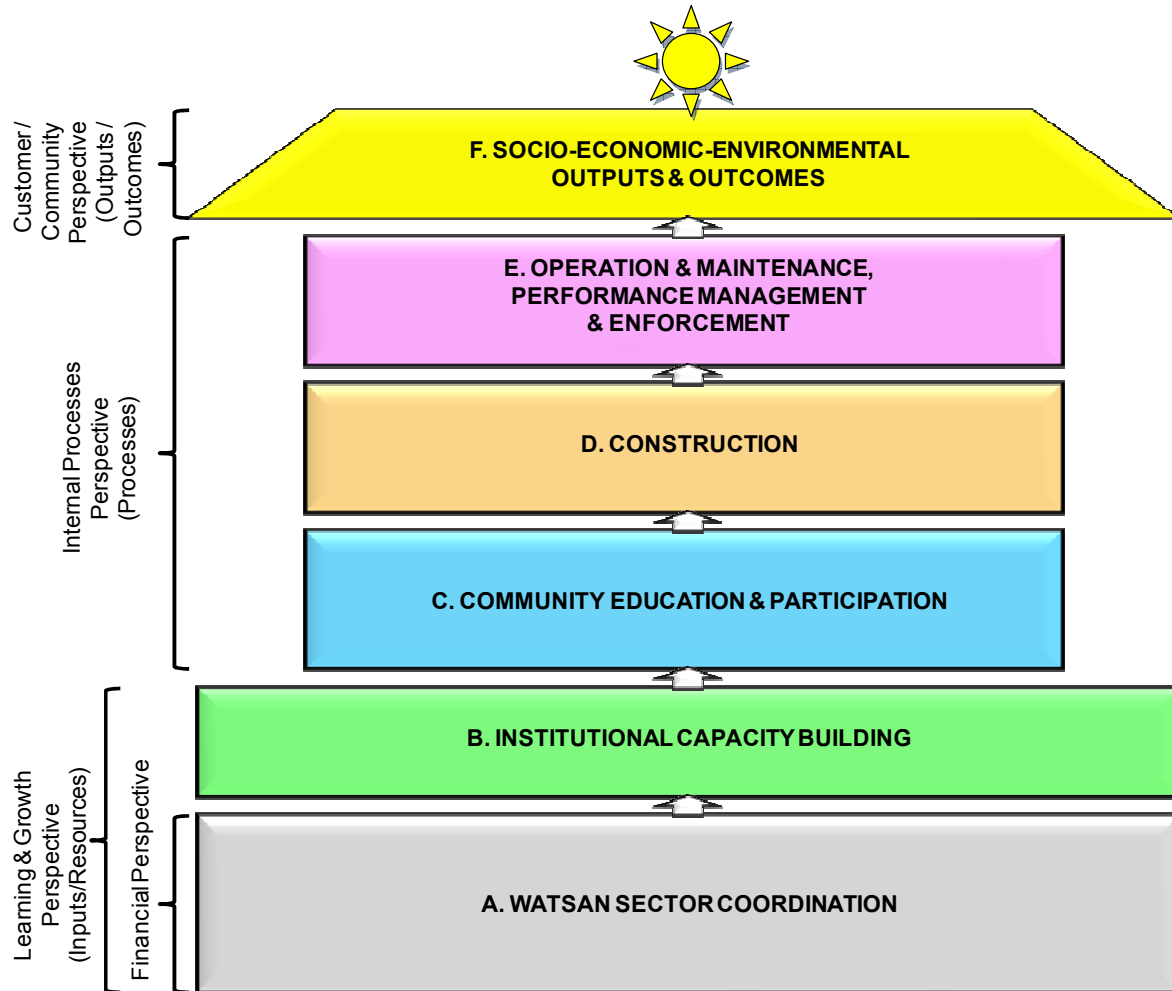 Customer /
Community
Perspective
(Outputs /
Outcomes)
F. SOCIO-ECONOMIC-ENVIRONMENTAL
OUTPUTS & OUTCOMES
Internal Processes
Perspective
(Processes)
E. OPERATION & MAINTENANCE,
PERFORMANCE MANAGEMENT
& ENFORCEMENT
D. CONSTRUCTION
C. COMMUNITY EDUCATION & PARTICIPATION
Learning & Growth
Perspective
(Inputs/Resources)
Financial Perspective
B. INSTITUTIONAL CAPACITY BUILDING
A. WATSAN SECTOR COORDINATION